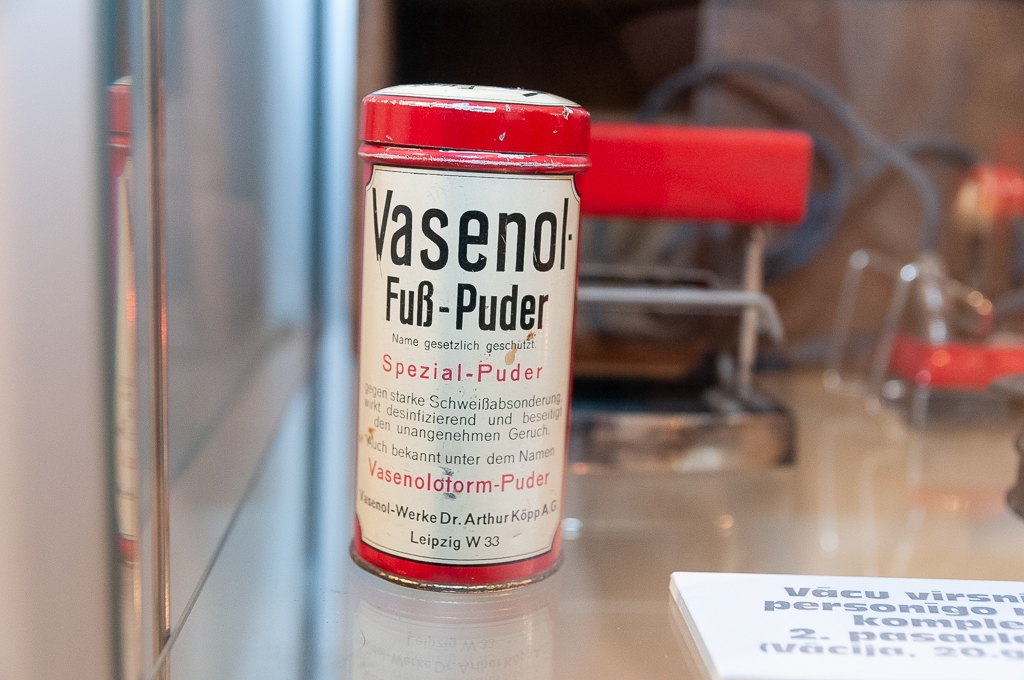 Vasenol-
Fuß-Puder
Name gesetzlich geschützt.
Spezial-Puder
gegen starke Schweißabsonderung,
wirkt desinfizierend und beseitigt
den unangenehmen Geruch.
Auch bekannt unter dem Namen
Vasenoloform-Puder
Vasenol-Werke Dr. Arthur Köpp A.G.
Leipzig W 33
Vācu virsni
personīgo
komple
2. pasaule
(Vācija, 20.g